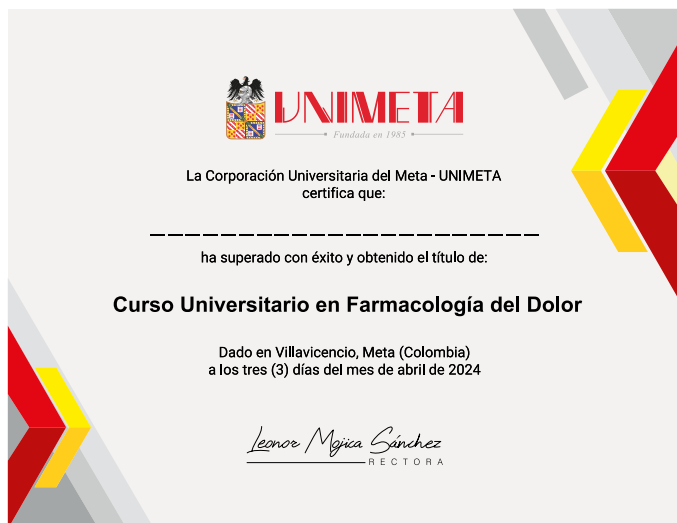 UNIMETA
Fundada en 1985
La Corporación Universitaria del Meta - UNIMETA
certifica que:
ha superado con éxito y obtenido el título de:
Curso Universitario en Farmacología del Dolor
Dado en Villavicencio, Meta (Colombia)
a los tres (3) días del mes de abril de 2024
Leonor Mojica Sánchez
RECTORA